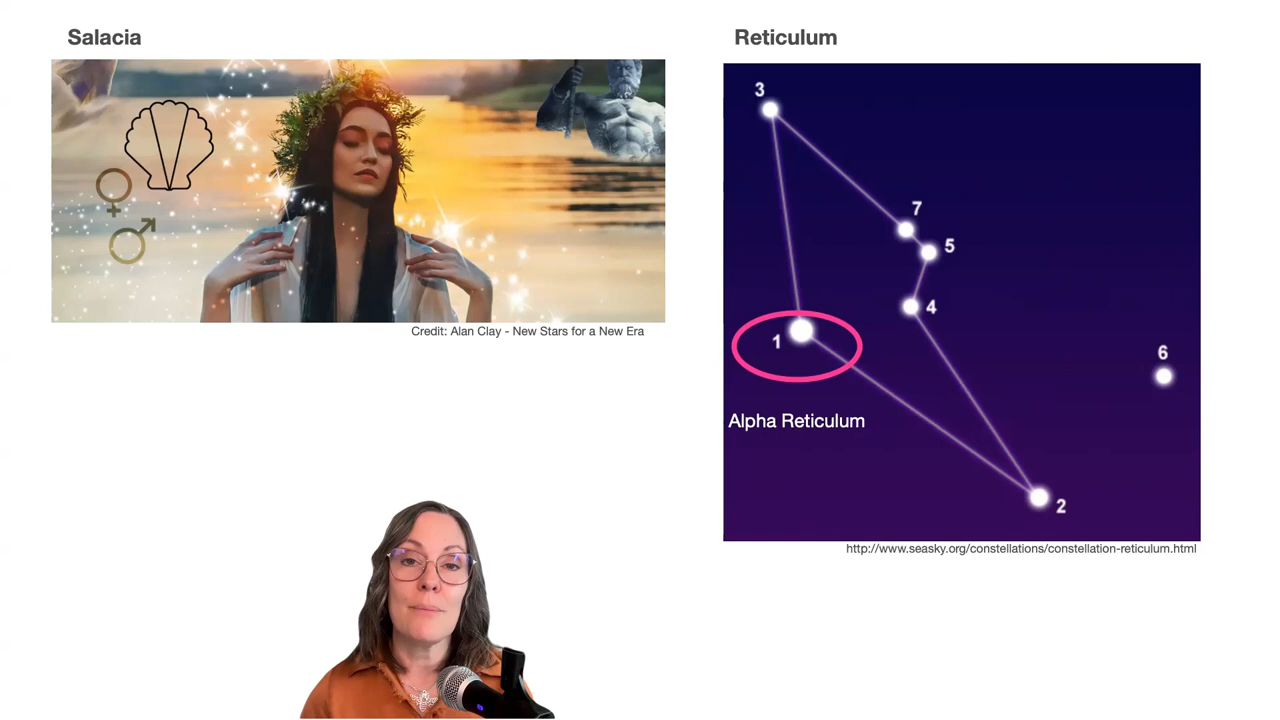 Salacia
Credit: Alan Clay - New Stars for a New Era
Reticulum
3
7
5
4
1
6
Alpha Reticulum
2
http://www.seasky.org/constellations/constellation-reticulum.html